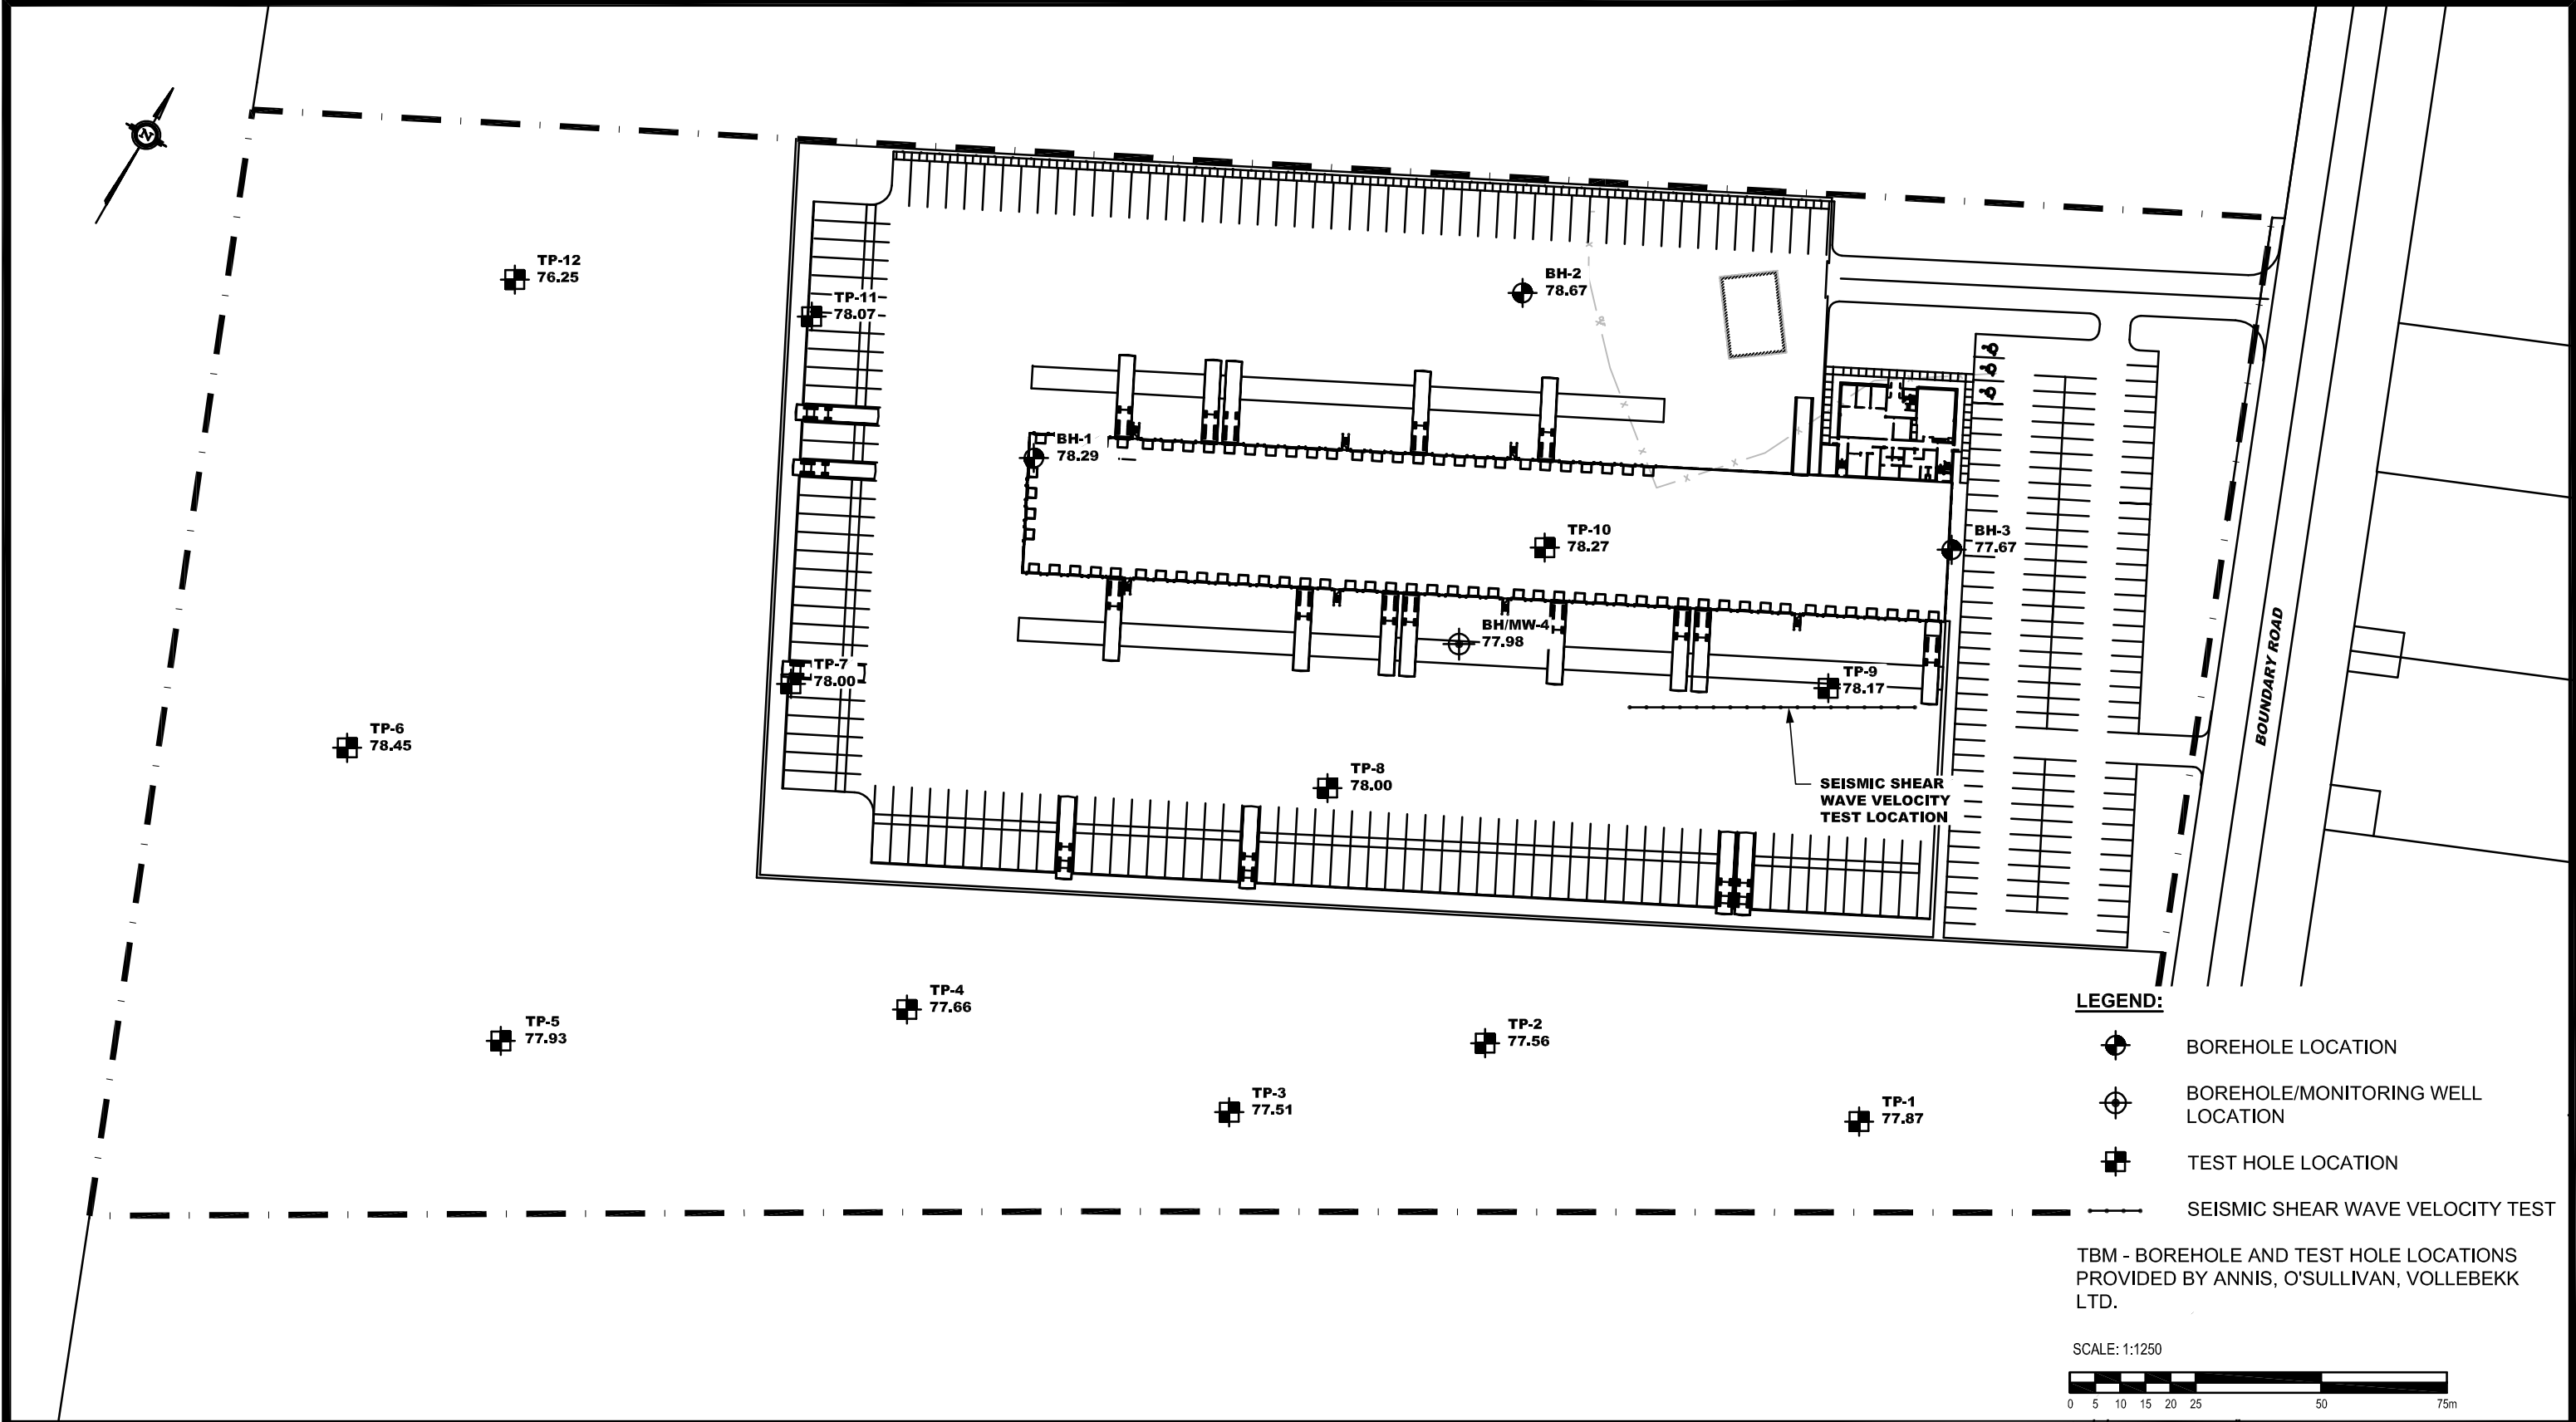 N
TP-12
76.25
TP-11
78.07
BH-2
78.67
BH-1
78.29
TP-10
78.27
BH-3
77.67
BH/MW-4
77.98
TP-7
78.00
TP-9
78.17
TP-6
78.45
TP-8
78.00
SEISMIC SHEAR
WAVE VELOCITY
TEST LOCATION
BOUNDARY ROAD
TP-4
77.66
TP-5
77.93
TP-2
77.56
TP-3
77.51
TP-1
77.87
LEGEND:
BOREHOLE LOCATION
BOREHOLE/MONITORING WELL
LOCATION
TEST HOLE LOCATION
SEISMIC SHEAR WAVE VELOCITY TEST
TBM - BOREHOLE AND TEST HOLE LOCATIONS
PROVIDED BY ANNIS, O'SULLIVAN, VOLLEBEKK
LTD.
SCALE: 1:1250
0 5 10 15 20 25 50 75m